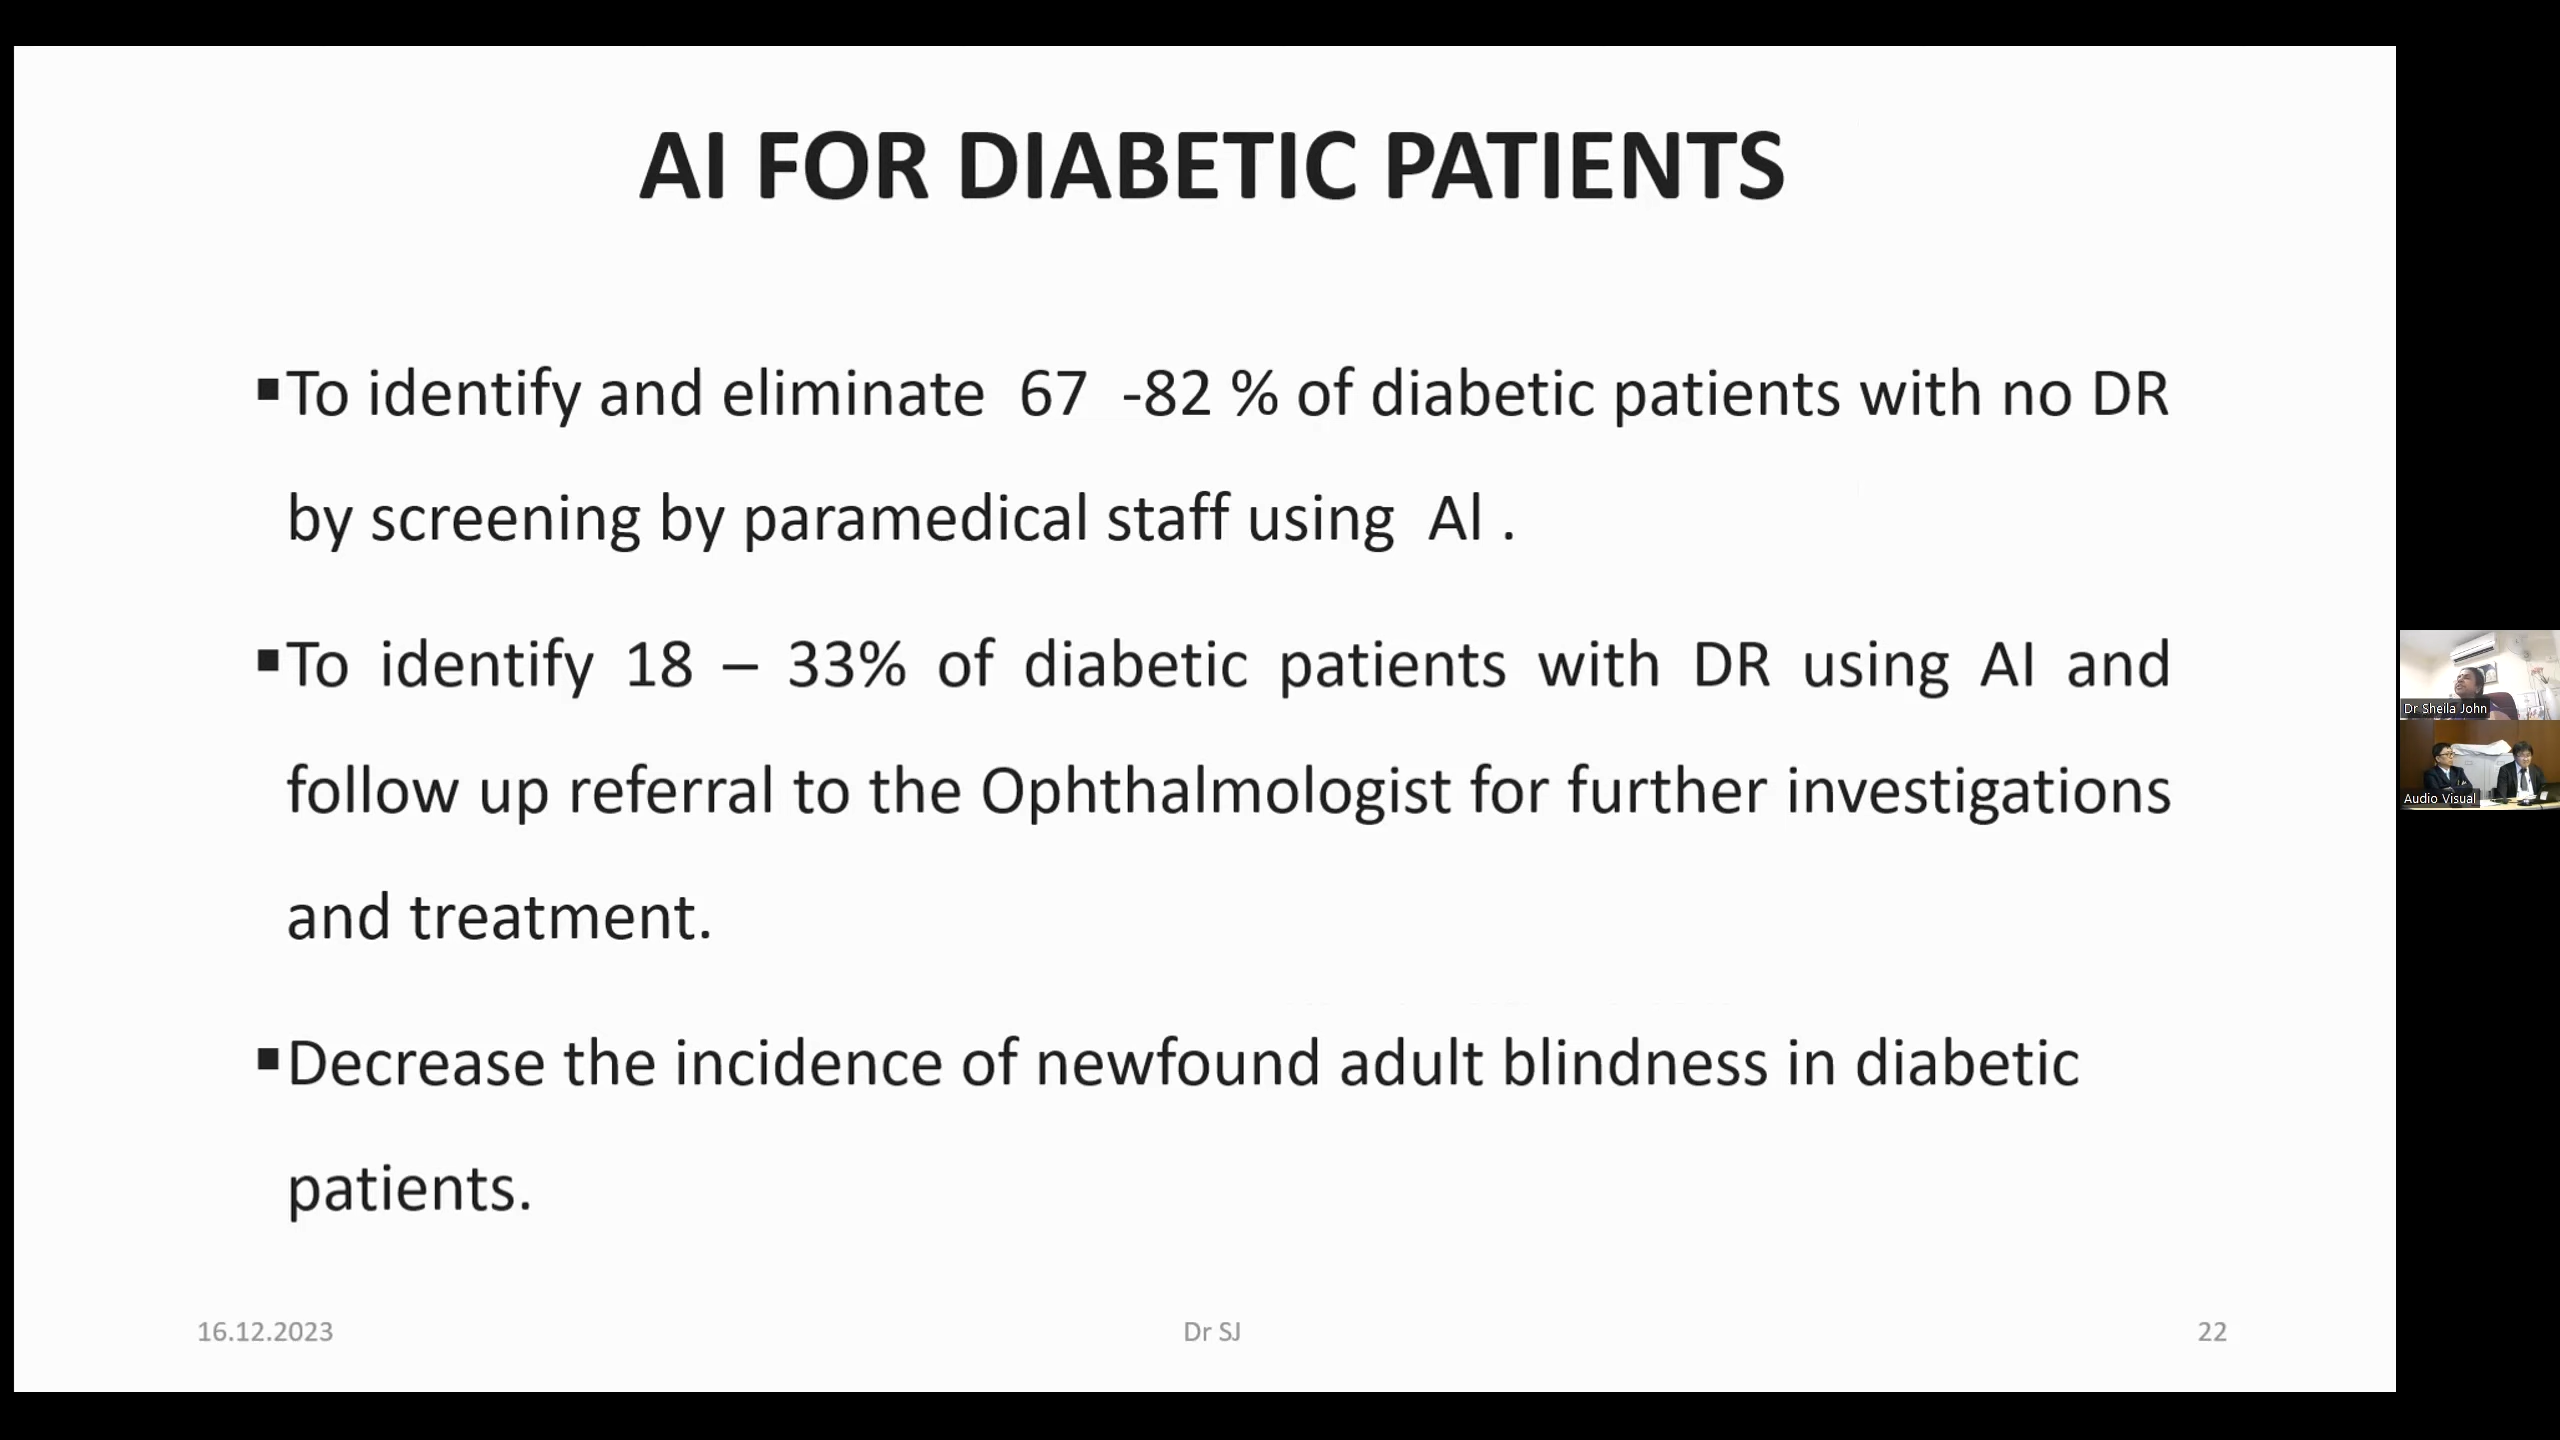 AI FOR DIABETIC PATIENTS
▪To identify and eliminate  67  -82 % of diabetic patients with no DR
by screening by paramedical staff using  Al .
▪To identify 18 – 33% of diabetic patients with DR using AI and
follow up referral to the Ophthalmologist for further investigations
and treatment.
▪Decrease the incidence of newfound adult blindness in diabetic
patients.
16.12.2023
Dr SJ
22
Dr Sheila John
Audio Visual